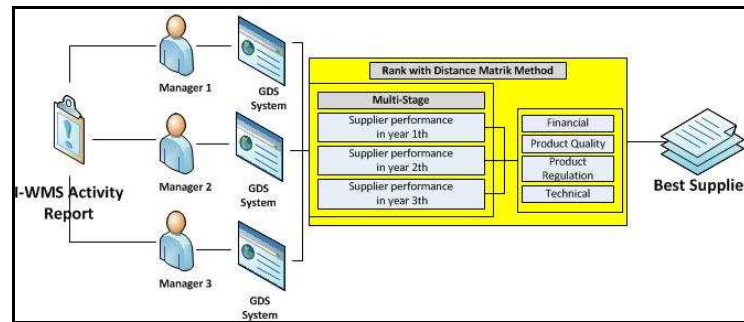 Rank with Distance Matrik Method
Manager 1
GDS
System
Multi-Stage
Supplier performance
in year 1th
Supplier performance
in year 2th
Supplier performance
in year 3th
Financial
Product Quality
Product
Regulation
Technical
I-WMS Activity
Report
Manager 2
GDS
System
Best Supplie
Manager 3
GDS
System